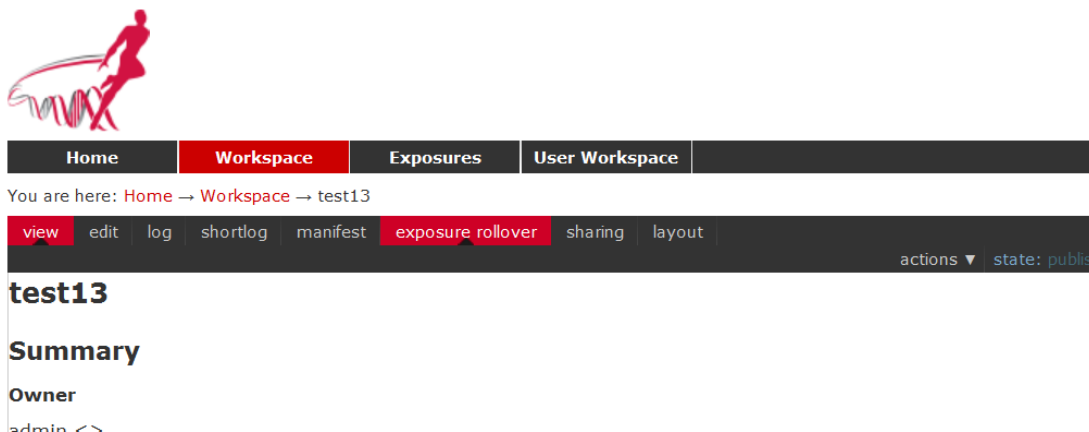 Home Workspace Exposures User Workspace
You are here: Home → Workspace → test13
view edit log shortlog manifest exposure rollover sharing layout
actions ▼ state:
test13
Summary
Owner
admin <>